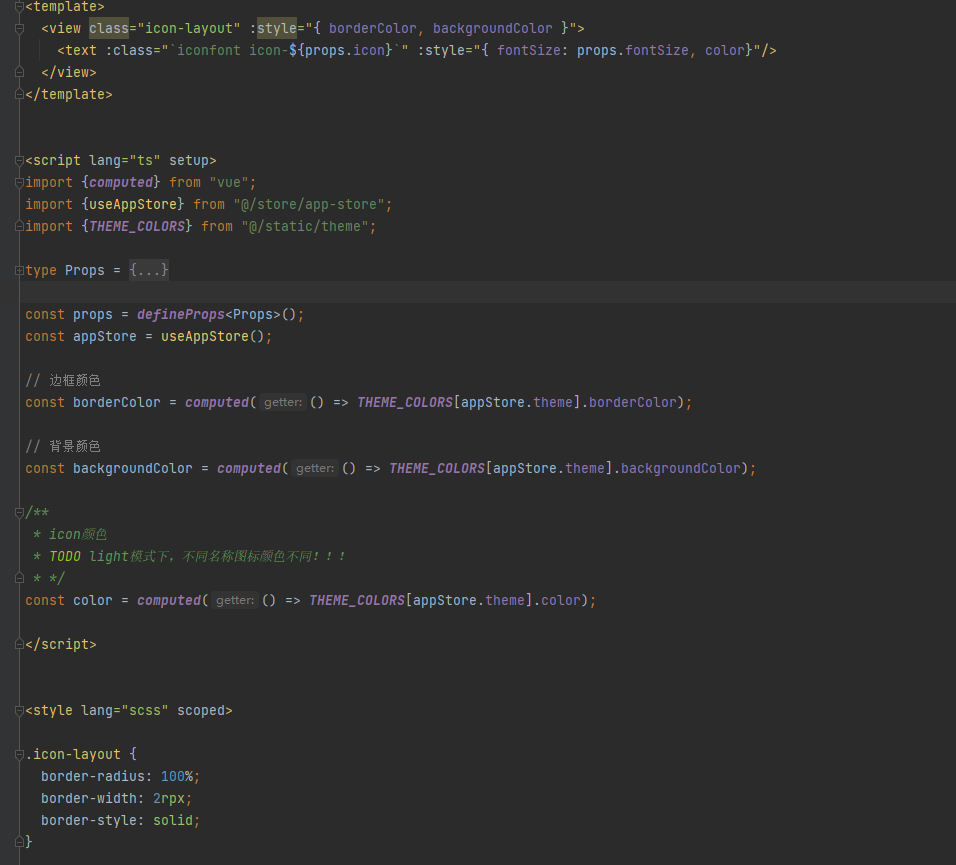 <template>
<view class="icon-layout" :style="{ borderColor, backgroundColor }">
<text :class="`iconfont icon-${props.icon}`" :style="{ fontSize: props.fontSize, color}"/>
</view>
</template>
<script lang="ts" setup>
import {computed} from "vue";
import {useAppStore} from "@/store/app-store";
import {THEME_COLORS} from "@/static/theme";
type Props = {...}
const props = defineProps<Props>();
const appStore = useAppStore();
// 边框颜色
const borderColor = computed( getter: () => THEME_COLORS[appStore.theme].borderColor);
// 背景颜色
const backgroundColor = computed( getter: () => THEME_COLORS[appStore.theme].backgroundColor);
/**
* icon颜色
* TODO light模式下，不同名称图标颜色不同！！！
* */
const color = computed( getter: () => THEME_COLORS[appStore.theme].color);
</script>
<style lang="scss" scoped>
.icon-layout {
border-radius: 100%;
border-width: 2rpx;
border-style: solid;
}